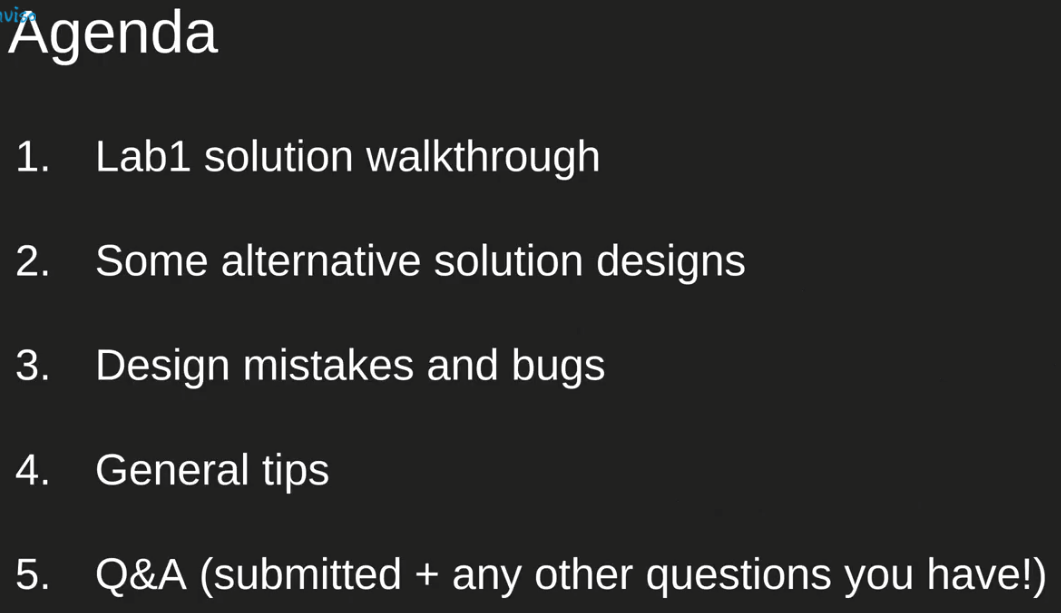 Agenda
1. Lab1 solution walkthrough
2. Some alternative solution designs
3. Design mistakes and bugs
4. General tips
5. Q&A (submitted + any other questions you have!)